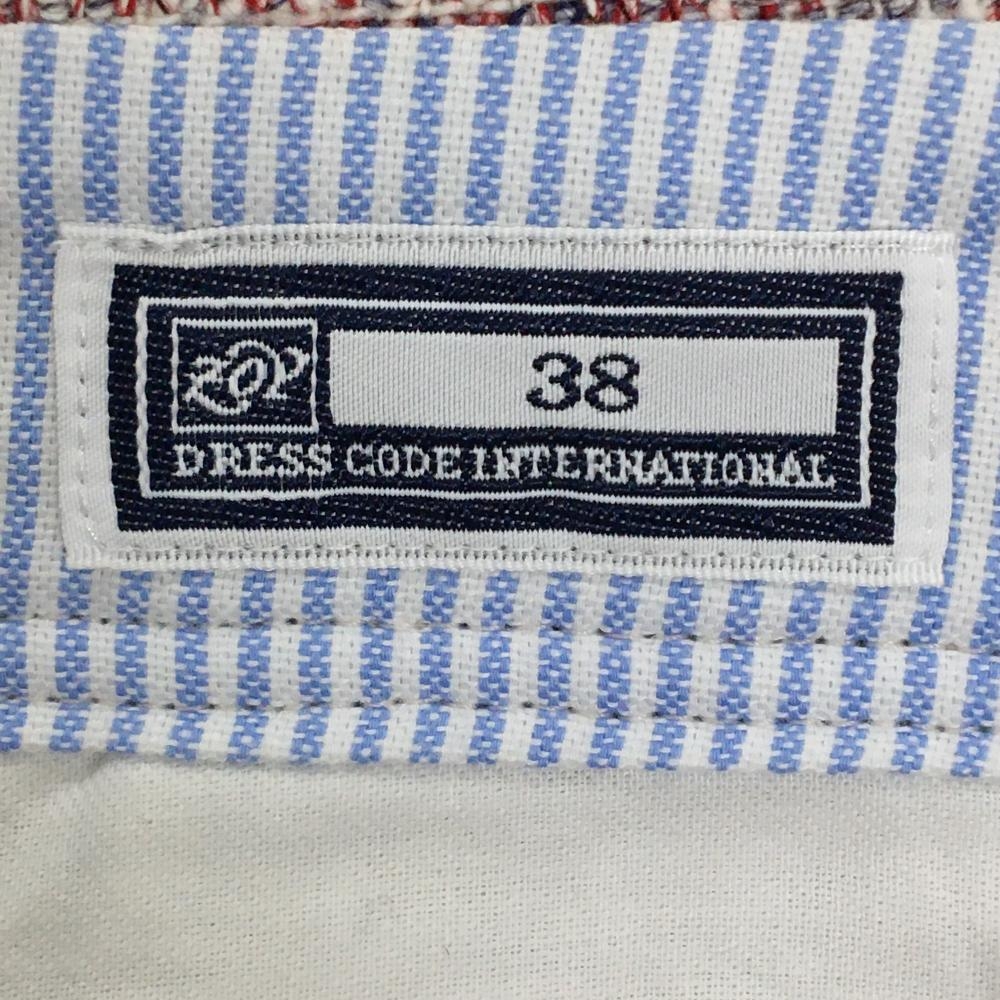 38
DRESS CODE INTERNATIONAL